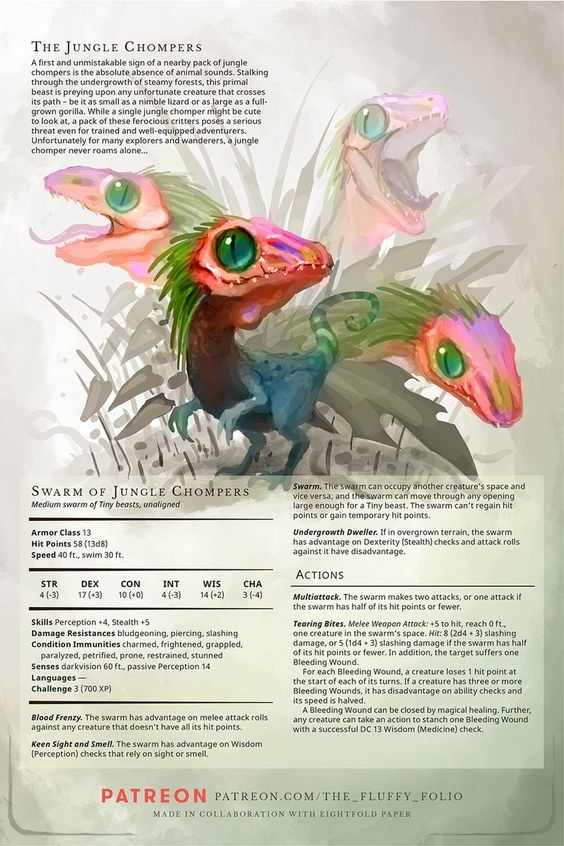 The Jungle Chompers
A first and unmistakable sign of a nearby pack of jungle
chompers is the absolute absence of animal sounds. Stalking
through the undergrowth of steamy forests, this primal
beast is preying upon any unfortunate creature that crosses
its path – be it as small as a nimble lizard or as large as a full-
grown gorilla. While a single jungle chomper might be cute
to look at, a pack of these ferocious critters poses a serious
threat even for trained and well-equipped adventurers.
Unfortunately for many explorers and wanderers, a jungle
chomper never roams alone...
Swarm of Jungle Chompers
Medium swarm of Tiny beasts, unaligned
Armor Class 13
Hit Points 58 (13d8)
Speed 40 ft., swim 30 ft.
STR DEX CON INT WIS CHA
4 (-3) 17 (+3) 10 (+0) 4 (-3) 14 (+2) 3 (-4)
Skills Perception +4, Stealth +5
Damage Resistances bludgeoning, piercing, slashing
Condition Immunities charmed, frightened, grappled,
paralyzed, petrified, prone, restrained, stunned
Senses darkvision 60 ft., passive Perception 14
Languages —
Challenge 3 (700 XP)
Blood Frenzy. The swarm has advantage on melee attack rolls
against any creature that doesn't have all its hit points.
Keen Sight and Smell. The swarm has advantage on Wisdom
(Perception) checks that rely on sight or smell.
Swarm. The swarm can occupy another creature's space and
vice versa, and the swarm can move through any opening
large enough for a Tiny beast. The swarm can't regain hit
points or gain temporary hit points.
Undergrowth Dweller. If in overgrown terrain, the swarm
has advantage on Dexterity (Stealth) checks and attack rolls
against it have disadvantage.
Actions
Multiattack. The swarm makes two attacks, or one attack if
the swarm has half of its hit points or fewer.
Tearing Bites. Melee Weapon Attack: +5 to hit, reach 0 ft.,
one creature in the swarm's space. Hit: 8 (2d4 + 3) slashing
damage, or 5 (1d4 + 3) slashing damage if the swarm has half
of its hit points or fewer. In addition, the target suffers one
Bleeding Wound.
For each Bleeding Wound, a creature loses 1 hit point at
the start of each of its turns. If a creature has three or more
Bleeding Wounds, it has disadvantage on ability checks and
its speed is halved.
A Bleeding Wound can be closed by magical healing. Further,
any creature can take an action to stanch one Bleeding Wound
with a successful DC 13 Wisdom (Medicine) check.
PATREON PATREON.COM/THE_FLUFFY_FOLIO
MADE IN COLLABORATION WITH EIGHTFOLD PAPER